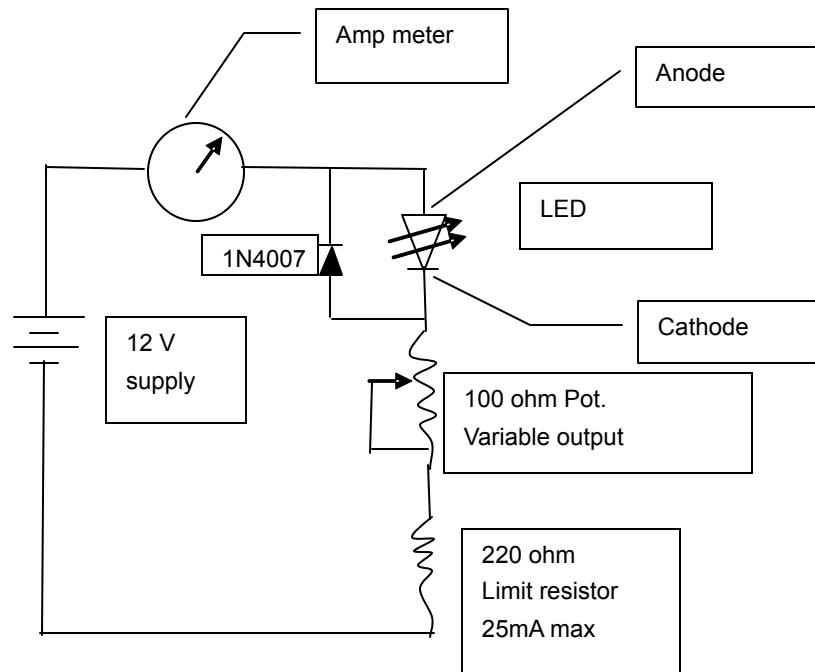 Amp meter
Anode
LED
1N4007
Cathode
12 V
supply
100 ohm Pot.
Variable output
220 ohm
Limit resistor
25mA max